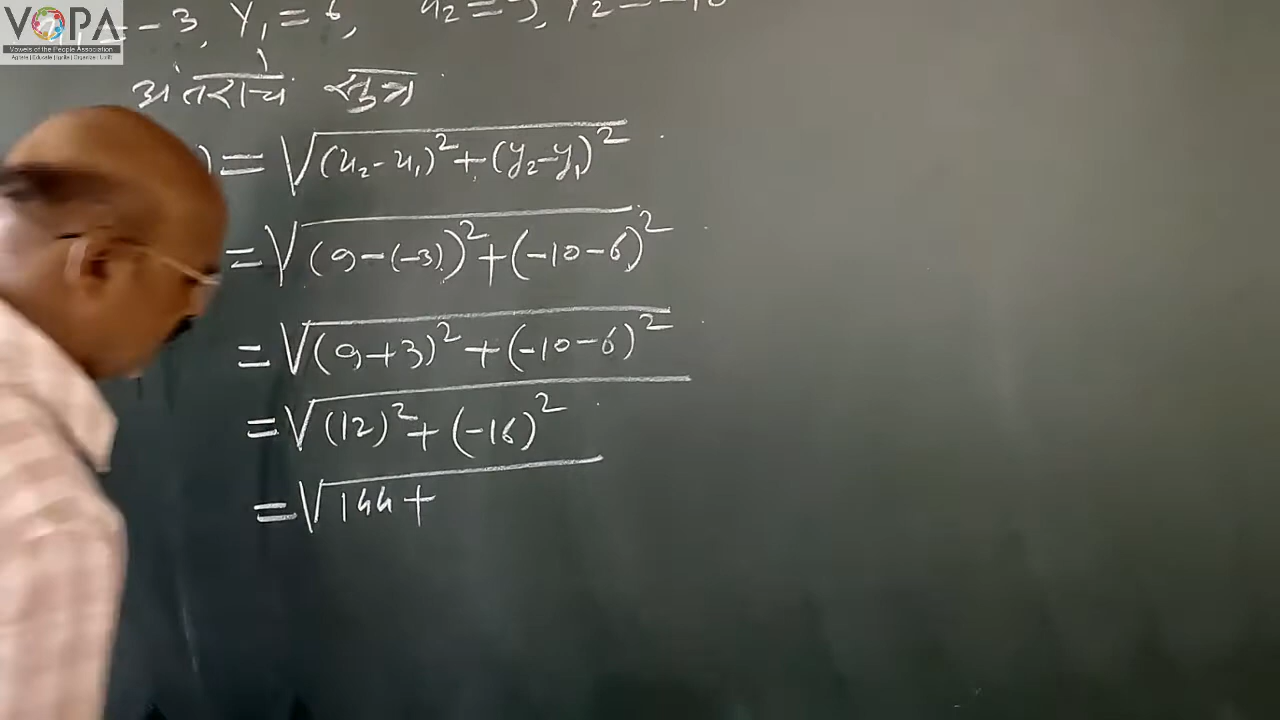 VOPA
Vowels of the People Association
= -3, Y₁ = 6,
अंतराचे सुत्र
) = √((x₂-x₁)²+(y₂-y₁)²)
= √((9-(-3))²+(-10-6)²)
= √((9+3)²+(-10-6)²)
= √((12)²+(-16)²)
= √(144+